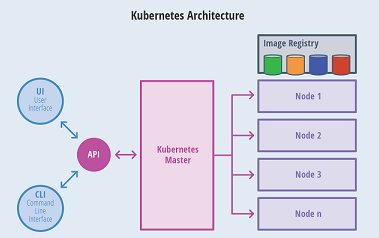 Kubernetes Architecture
Image Registry
UI
User
Interface
API
Kubernetes
Master
Node 1
Node 2
Node 3
Node n
CLI
Command
Line
Interface